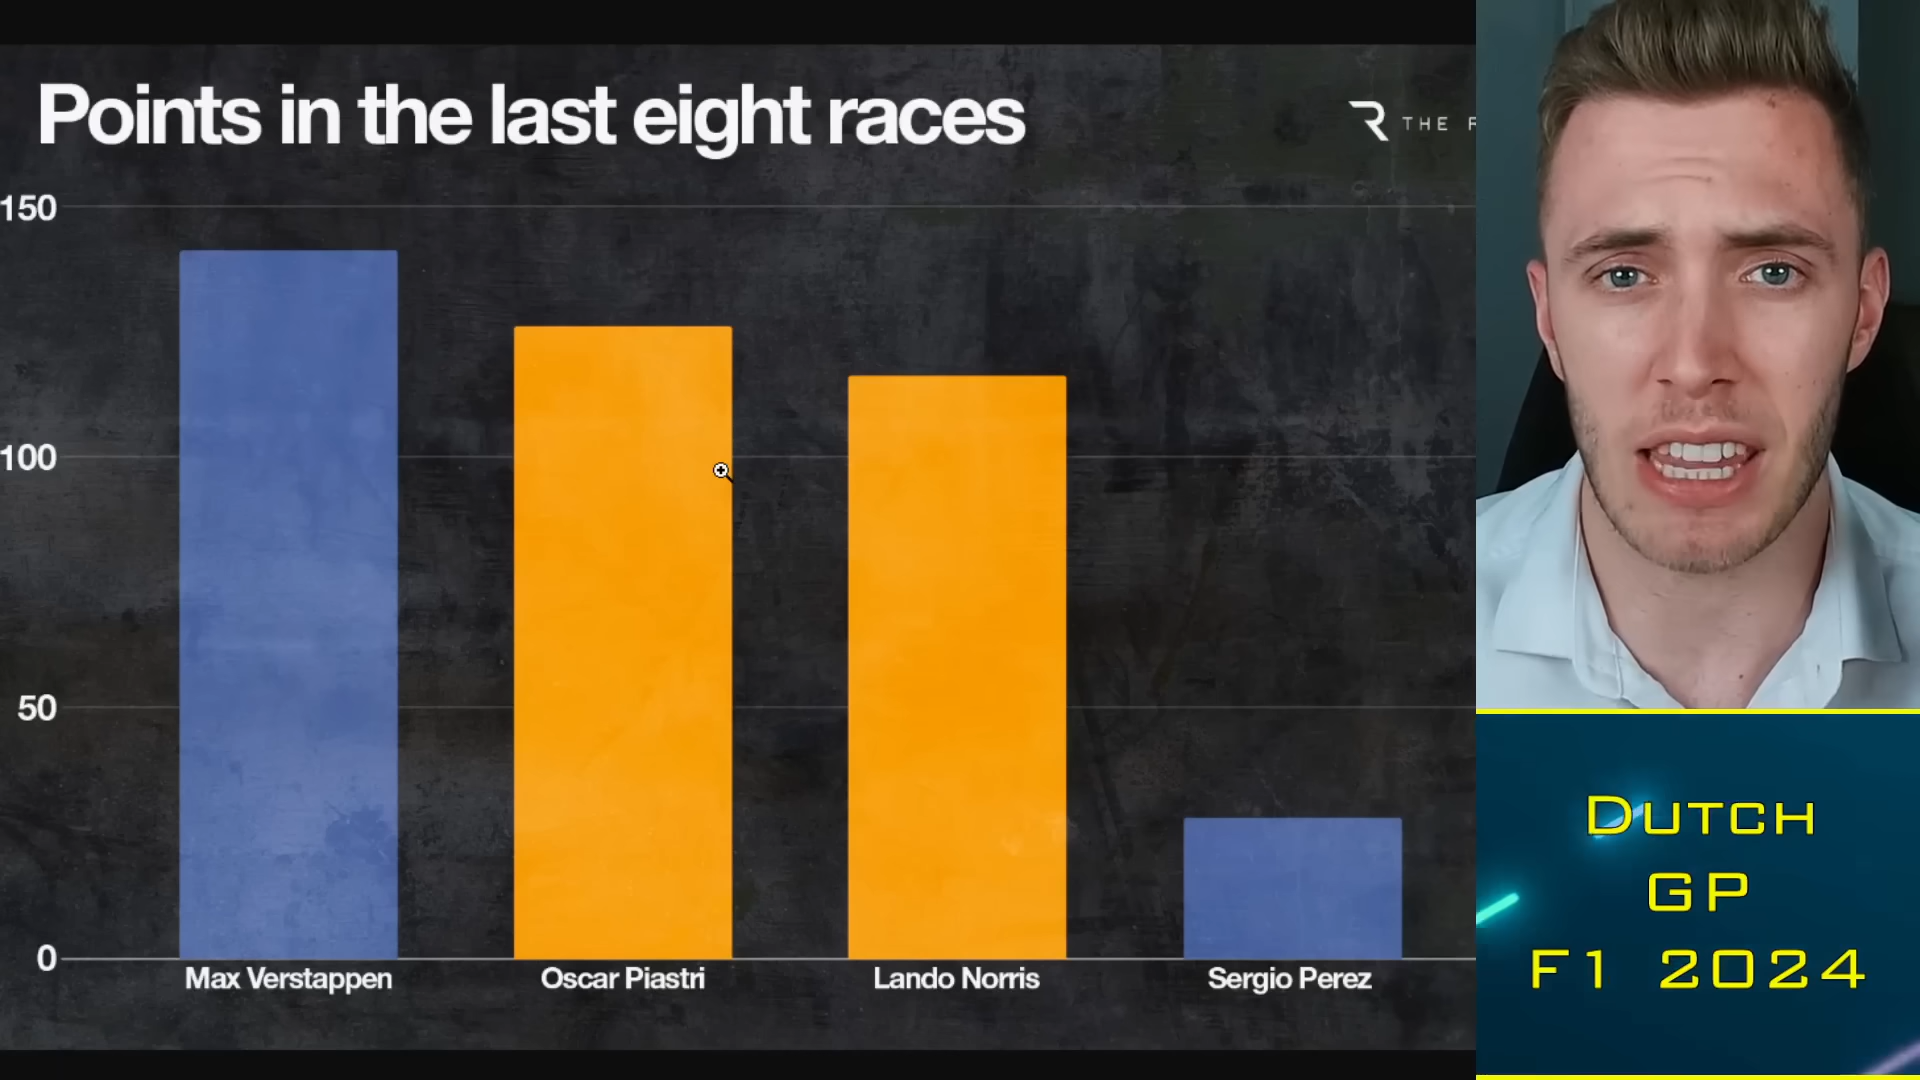 Points in the last eight races
THE
150
100
50
0
Max Verstappen
Oscar Piastri
Lando Norris
Sergio Perez
DUTCH
GP
F1 2024